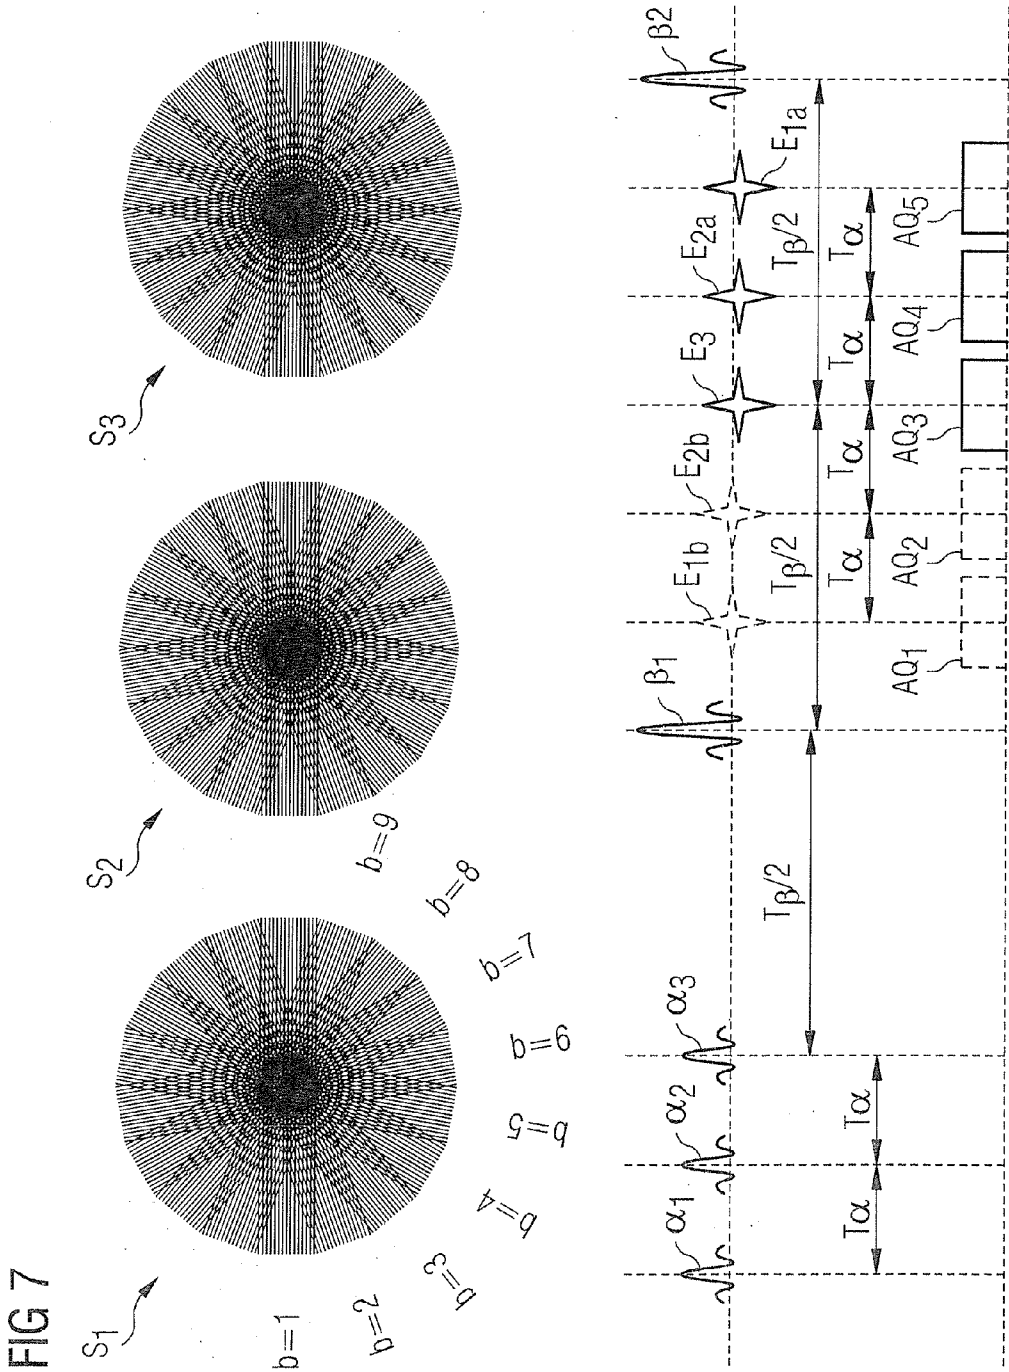 FIG 7
S₁
S₂
S₃
b=1
b=2
b=3
b=4
b=5
b=6
b=7
b=8
b=9
α₁
α₂
α₃
β₁
E₁b
E₂b
E₃
E₂a
E₁a
β2
Tβ/2
Tβ/2
Tβ/2
Tα
Tα
Tα
Tα
Tα
Tα
AQ₁
AQ₂
AQ₃
AQ₄
AQ₅